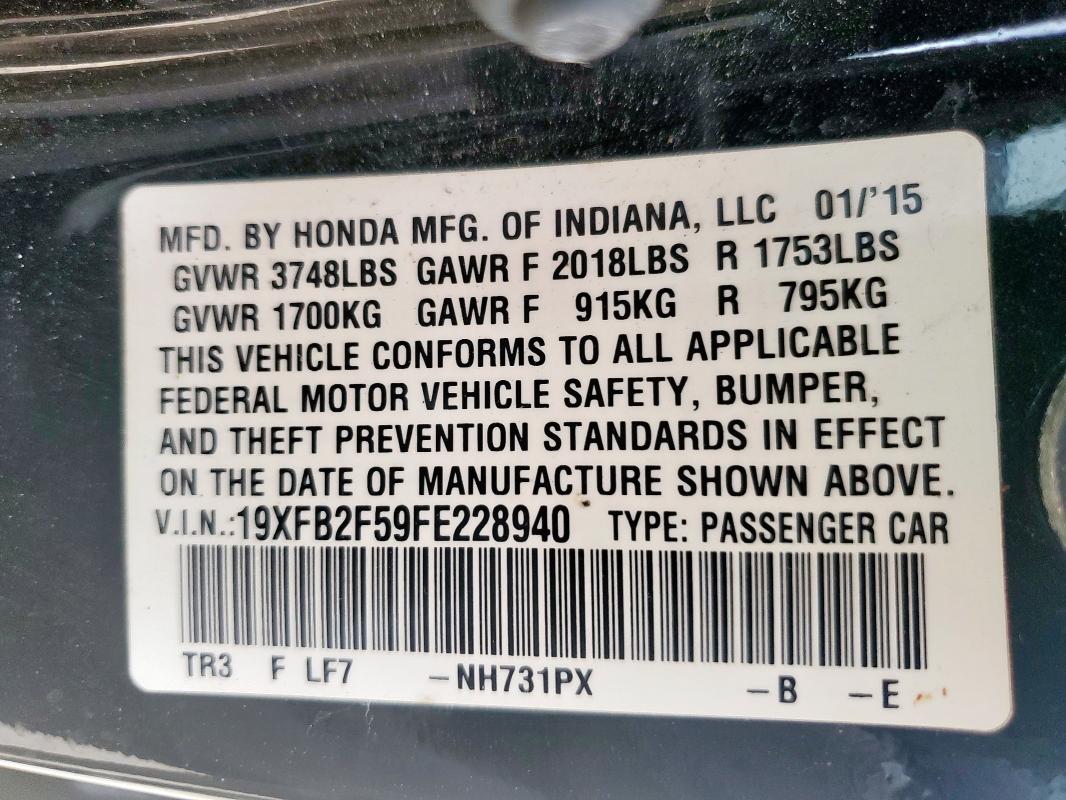 MFD. BY HONDA MFG. OF INDIANA, LLC 01/'15
GVWR 3748LBS GAWR F 2018LBS R 1753LBS
GVWR 1700KG GAWR F 915KG R 795KG
THIS VEHICLE CONFORMS TO ALL APPLICABLE
FEDERAL MOTOR VEHICLE SAFETY, BUMPER,
AND THEFT PREVENTION STANDARDS IN EFFECT
ON THE DATE OF MANUFACTURE SHOWN ABOVE.
V.I.N.:19XFB2F59FE228940 TYPE: PASSENGER CAR
TR3 F LF7 –NH731PX –B –E